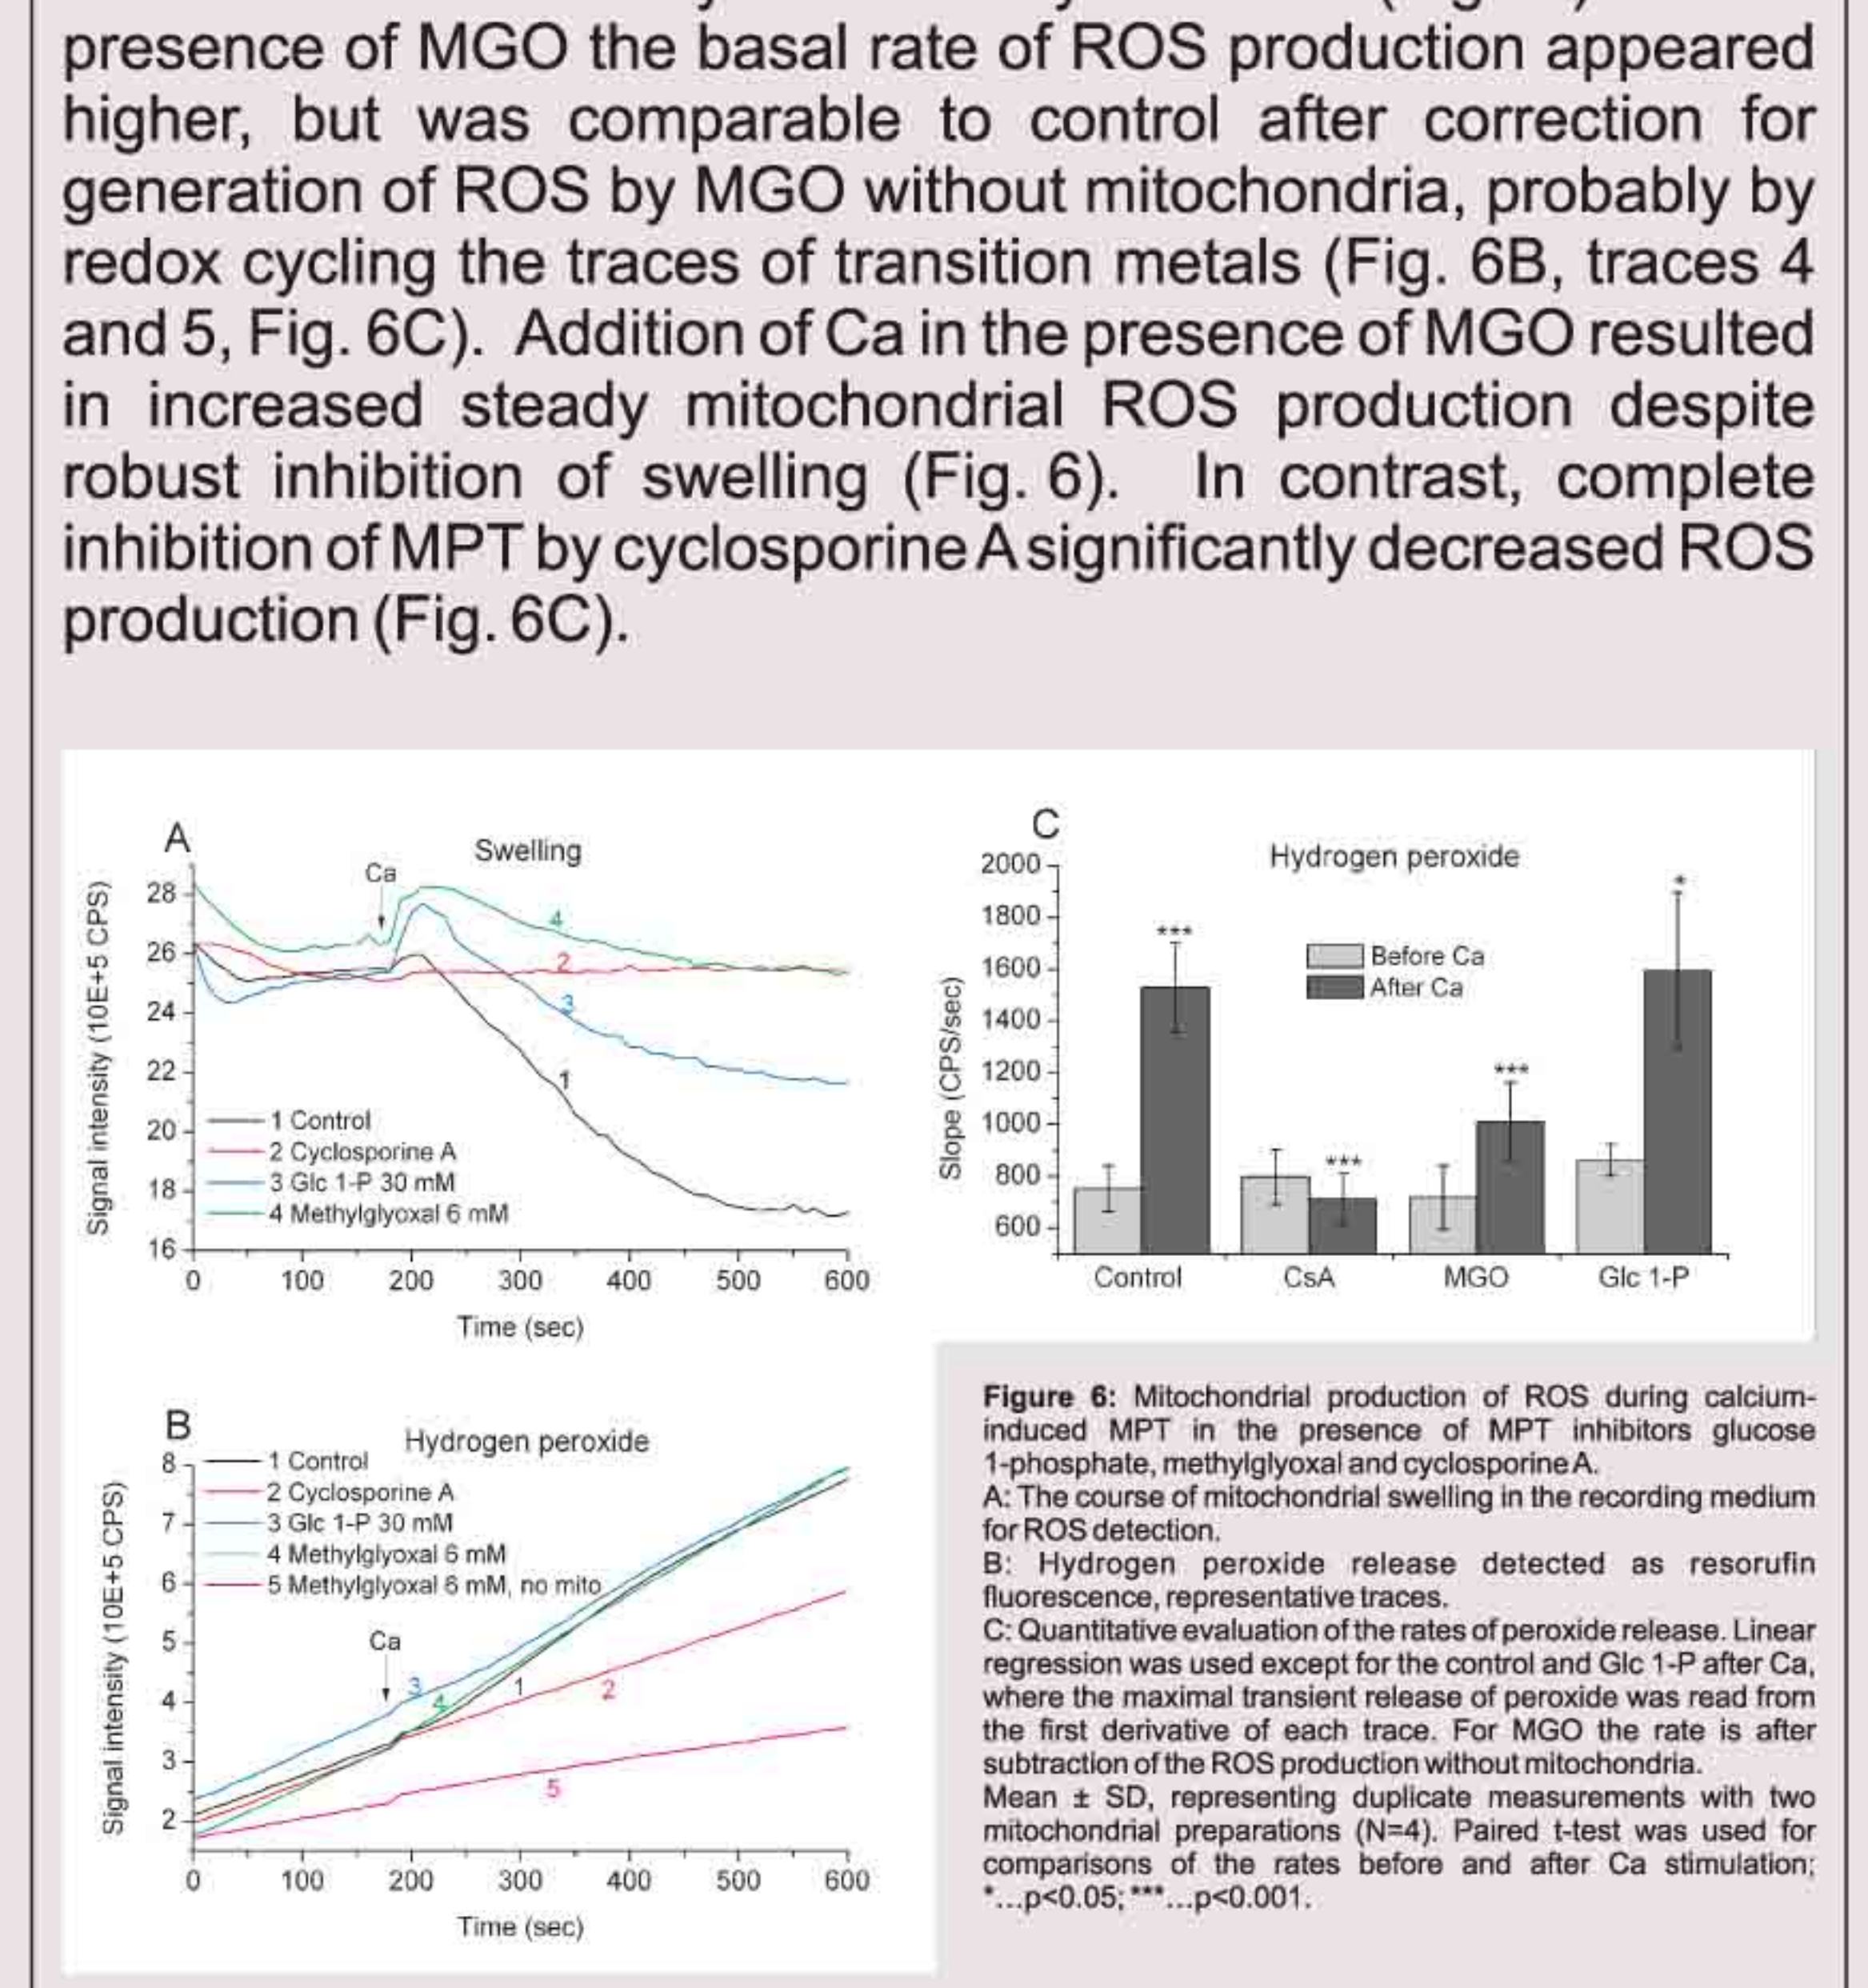 presence of MGO the basal rate of ROS production appeared
higher, but was comparable to control after correction for
generation of ROS by MGO without mitochondria, probably by
redox cycling the traces of transition metals (Fig. 6B, traces 4
and 5, Fig. 6C). Addition of Ca in the presence of MGO resulted
in increased steady mitochondrial ROS production despite
robust inhibition of swelling (Fig. 6). In contrast, complete
inhibition of MPT by cyclosporine A significantly decreased ROS
production (Fig. 6C).
A
Swelling
Ca
Signal intensity (10E+5 CPS)
28
26
24
22
20
18
16
4
2
3
1
1 Control
2 Cyclosporine A
3 Glc 1-P 30 mM
4 Methylglyoxal 6 mM
0 100 200 300 400 500 600
Time (sec)
C
Hydrogen peroxide
Slope (CPS/sec)
2000
1800
1600
1400
1200
1000
800
600
Before Ca
After Ca
***
***
***
*
Control CsA MGO Glc 1-P
B
Hydrogen peroxide
Signal intensity (10E+5 CPS)
8
7
6
5
4
3
2
1 Control
2 Cyclosporine A
3 Glc 1-P 30 mM
4 Methylglyoxal 6 mM
5 Methylglyoxal 6 mM, no mito
Ca
3
4
1
2
5
0 100 200 300 400 500 600
Time (sec)
Figure 6: Mitochondrial production of ROS during calcium-
induced MPT in the presence of MPT inhibitors glucose
1-phosphate, methylglyoxal and cyclosporine A.
A: The course of mitochondrial swelling in the recording medium
for ROS detection.
B: Hydrogen peroxide release detected as resorufin
fluorescence, representative traces.
C: Quantitative evaluation of the rates of peroxide release. Linear
regression was used except for the control and Glc 1-P after Ca,
where the maximal transient release of peroxide was read from
the first derivative of each trace. For MGO the rate is after
subtraction of the ROS production without mitochondria.
Mean ± SD, representing duplicate measurements with two
mitochondrial preparations (N=4). Paired t-test was used for
comparisons of the rates before and after Ca stimulation;
*...p<0.05; ***...p<0.001.